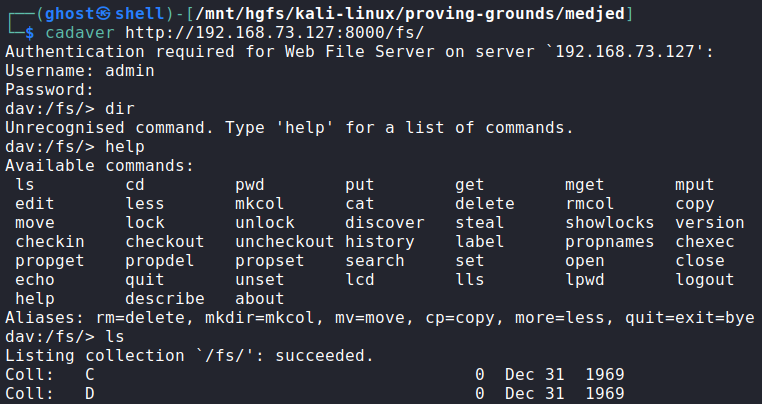 ┌──(ghost㉿shell)-[/mnt/hgfs/kali-linux/proving-grounds/medjed]
└─$ cadaver http://192.168.73.127:8000/fs/
Authentication required for Web File Server on server `192.168.73.127':
Username: admin
Password:
dav:/fs/> dir
Unrecognised command. Type 'help' for a list of commands.
dav:/fs/> help
Available commands:
 ls         cd         pwd        put        get        mget       mput
 edit       less       mkcol      cat        delete     rmcol      copy
 move       lock       unlock     discover   steal      showlocks  version
 checkin    checkout   uncheckout history    label      propnames  chexec
 propget    propdel    propset    search     set        open       close
 echo       quit       unset      lcd        lls        lpwd       logout
 help       describe   about
Aliases: rm=delete, mkdir=mkcol, mv=move, cp=copy, more=less, quit=exit=bye
dav:/fs/> ls
Listing collection `/fs/': succeeded.
Coll:   C                                      0  Dec 31  1969
Coll:   D                                      0  Dec 31  1969